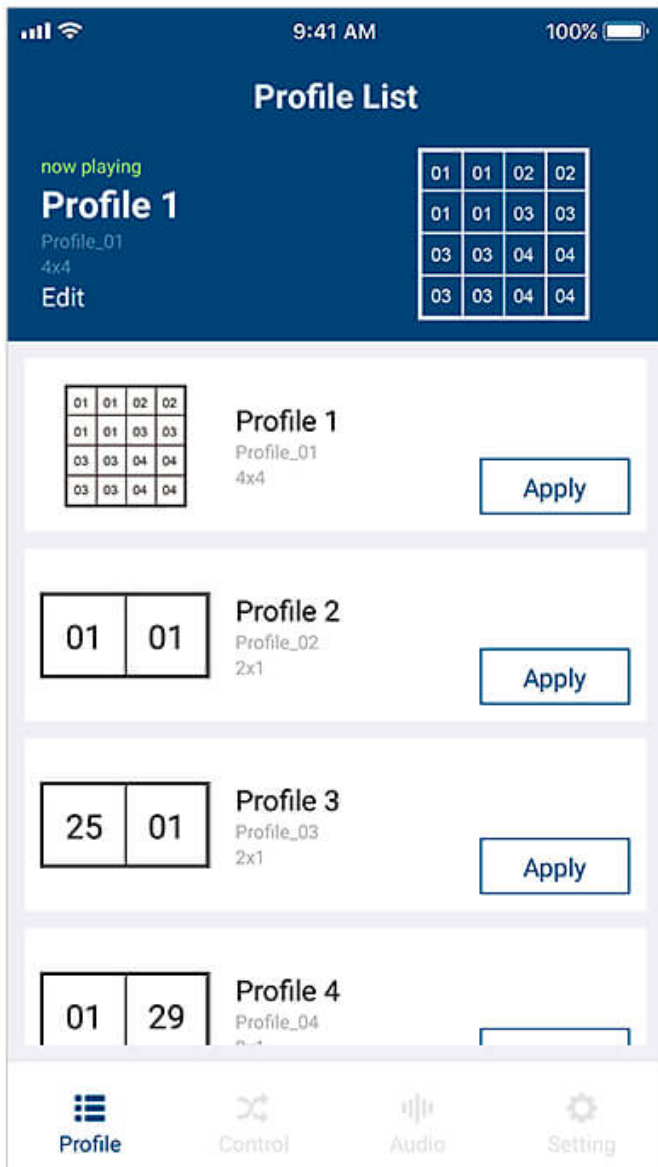 9:41 AM 100%
Profile List
now playing
Profile 1
Profile_01
4x4
Edit
01 01 02 02
01 01 03 03
03 03 04 04
03 03 04 04
01 01 02 02
01 01 03 03
03 03 04 04
03 03 04 04
Profile 1
Profile_01
4x4
Apply
01 01
Profile 2
Profile_02
2x1
Apply
25 01
Profile 3
Profile_03
2x1
Apply
01 29
Profile 4
Profile_04
Profile Control Audio Setting